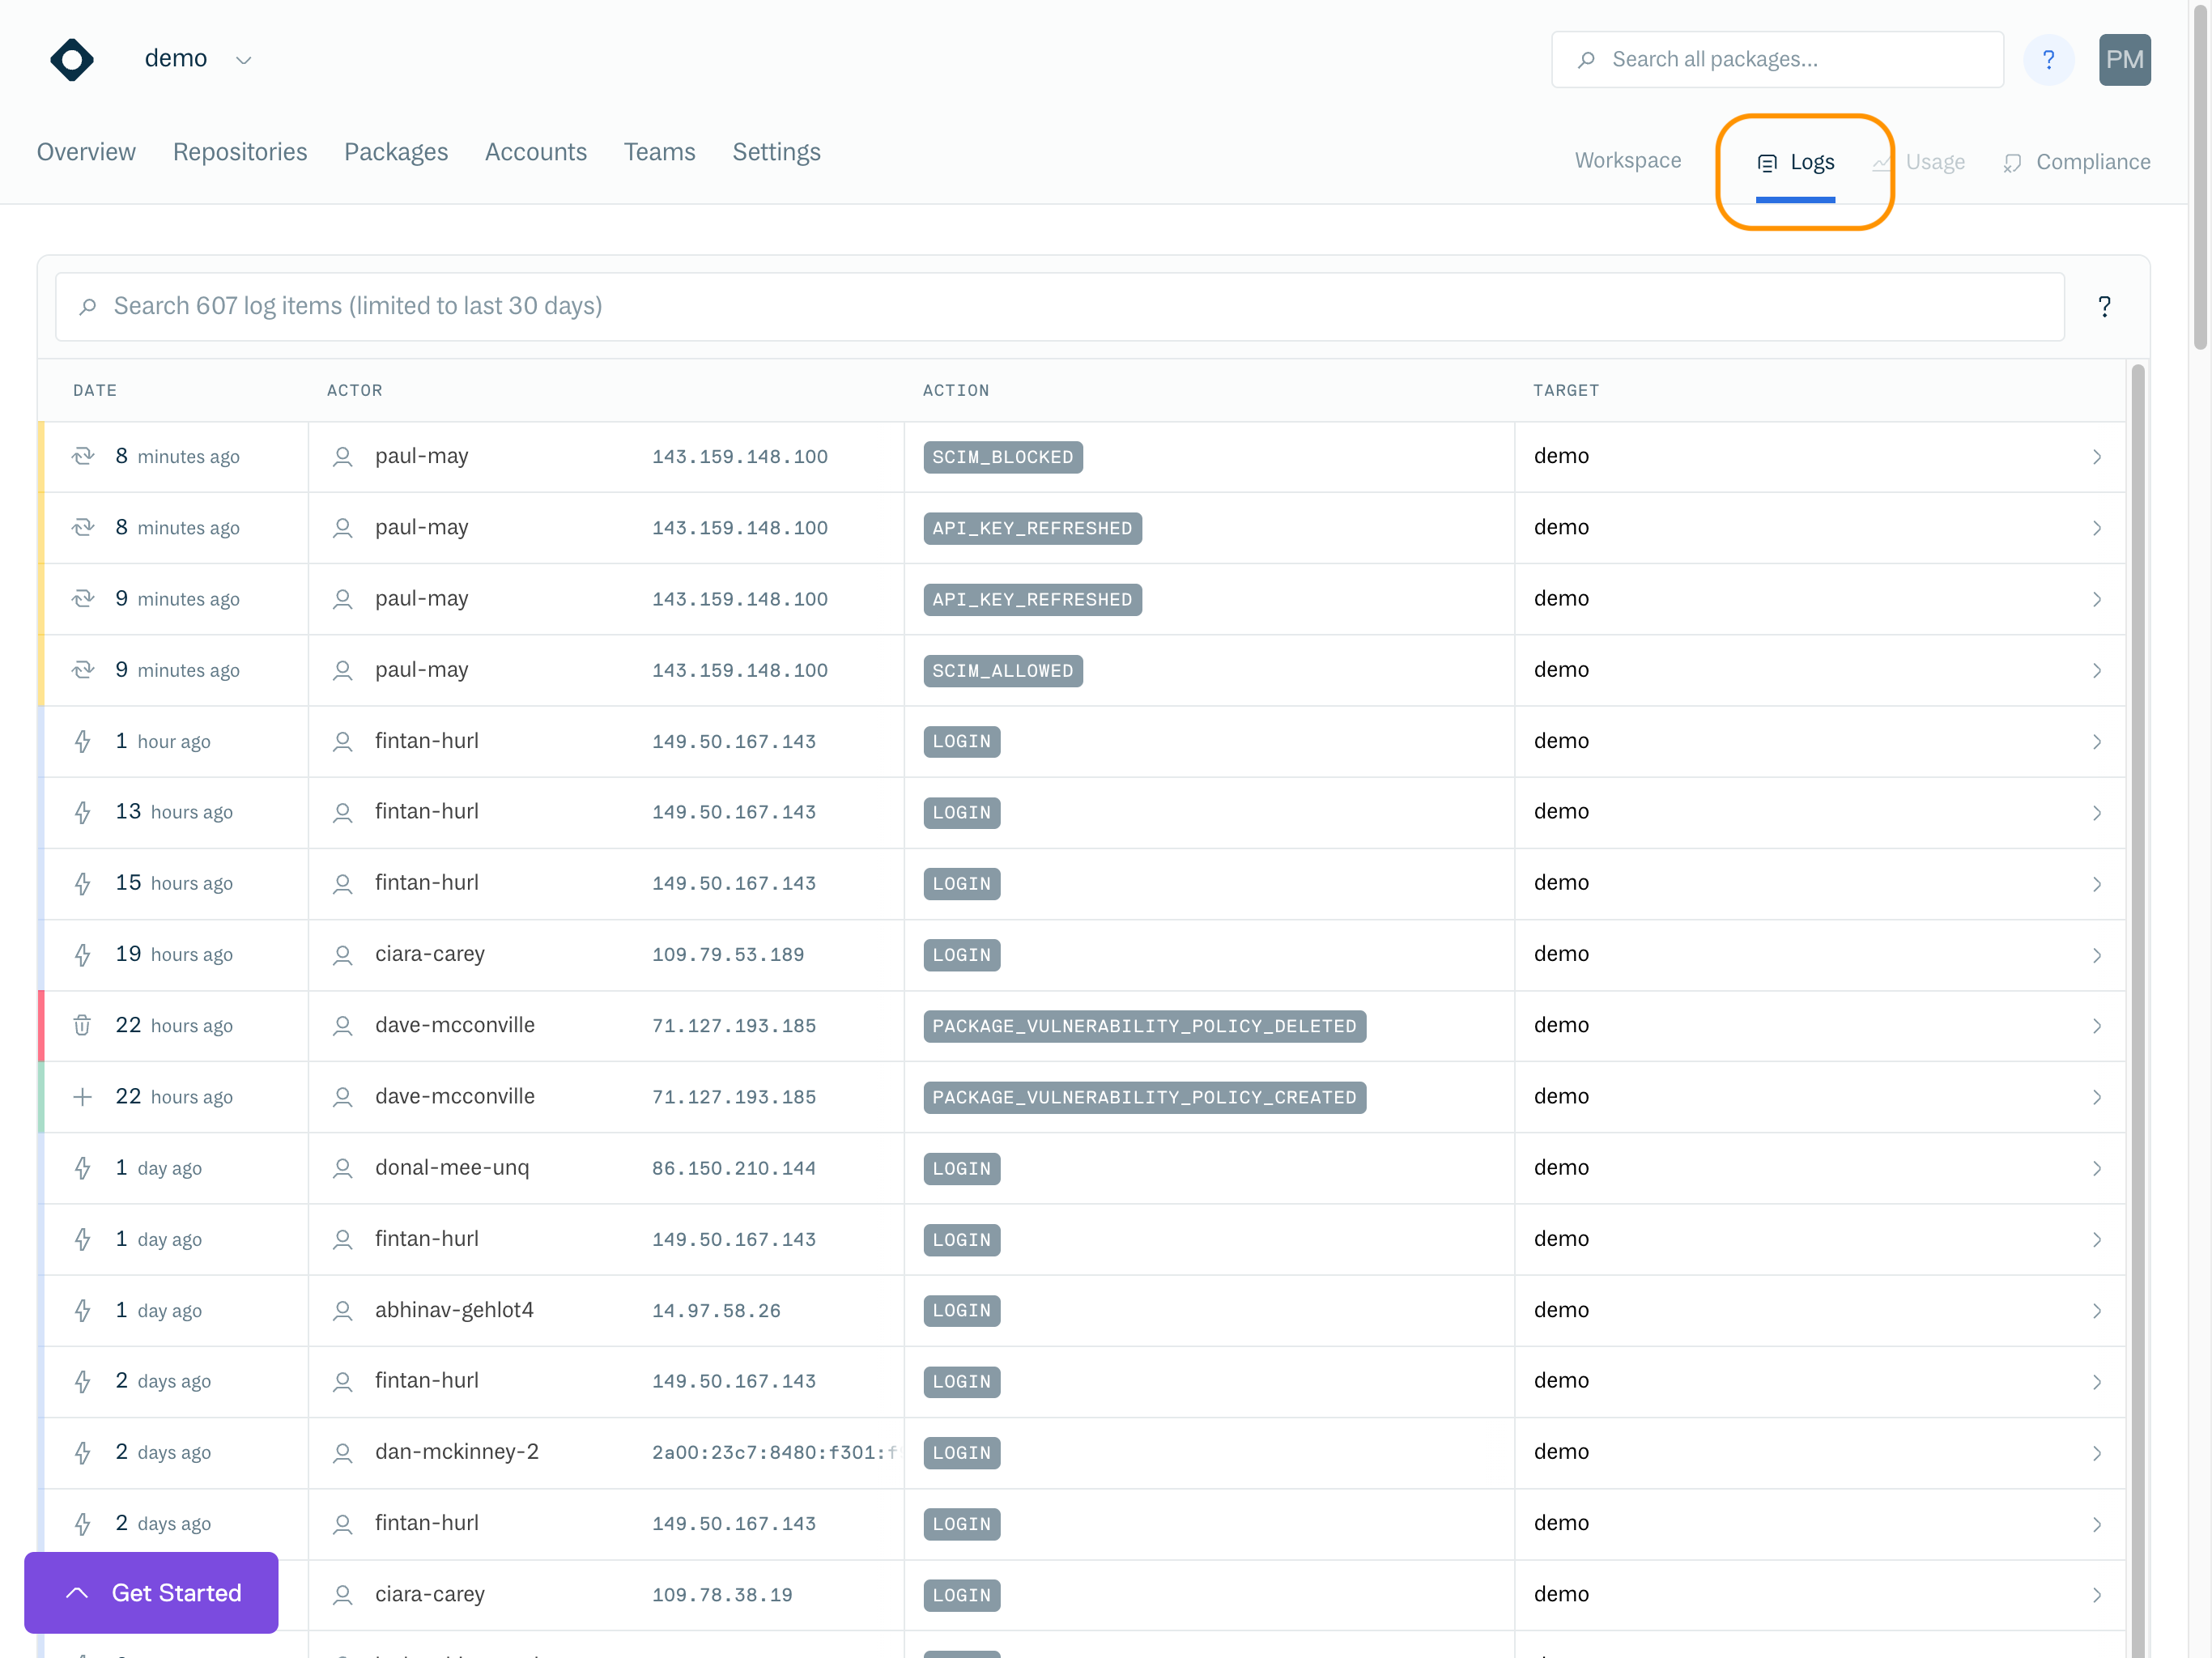 demo
Search all packages...
?
PM
Overview Repositories Packages Accounts Teams Settings
Workspace Logs Usage Compliance
Search 607 log items (limited to last 30 days)
?
DATE ACTOR ACTION TARGET
8 minutes ago paul-may 143.159.148.100 SCIM_BLOCKED demo
8 minutes ago paul-may 143.159.148.100 API_KEY_REFRESHED demo
9 minutes ago paul-may 143.159.148.100 API_KEY_REFRESHED demo
9 minutes ago paul-may 143.159.148.100 SCIM_ALLOWED demo
1 hour ago fintan-hurl 149.50.167.143 LOGIN demo
13 hours ago fintan-hurl 149.50.167.143 LOGIN demo
15 hours ago fintan-hurl 149.50.167.143 LOGIN demo
19 hours ago ciara-carey 109.79.53.189 LOGIN demo
22 hours ago dave-mcconville 71.127.193.185 PACKAGE_VULNERABILITY_POLICY_DELETED demo
22 hours ago dave-mcconville 71.127.193.185 PACKAGE_VULNERABILITY_POLICY_CREATED demo
1 day ago donal-mee-unq 86.150.210.144 LOGIN demo
1 day ago fintan-hurl 149.50.167.143 LOGIN demo
1 day ago abhinav-gehlot4 14.97.58.26 LOGIN demo
2 days ago fintan-hurl 149.50.167.143 LOGIN demo
2 days ago dan-mckinney-2 2a00:23c7:8480:f301:f LOGIN demo
2 days ago fintan-hurl 149.50.167.143 LOGIN demo
Get Started ciara-carey 109.78.38.19 LOGIN demo